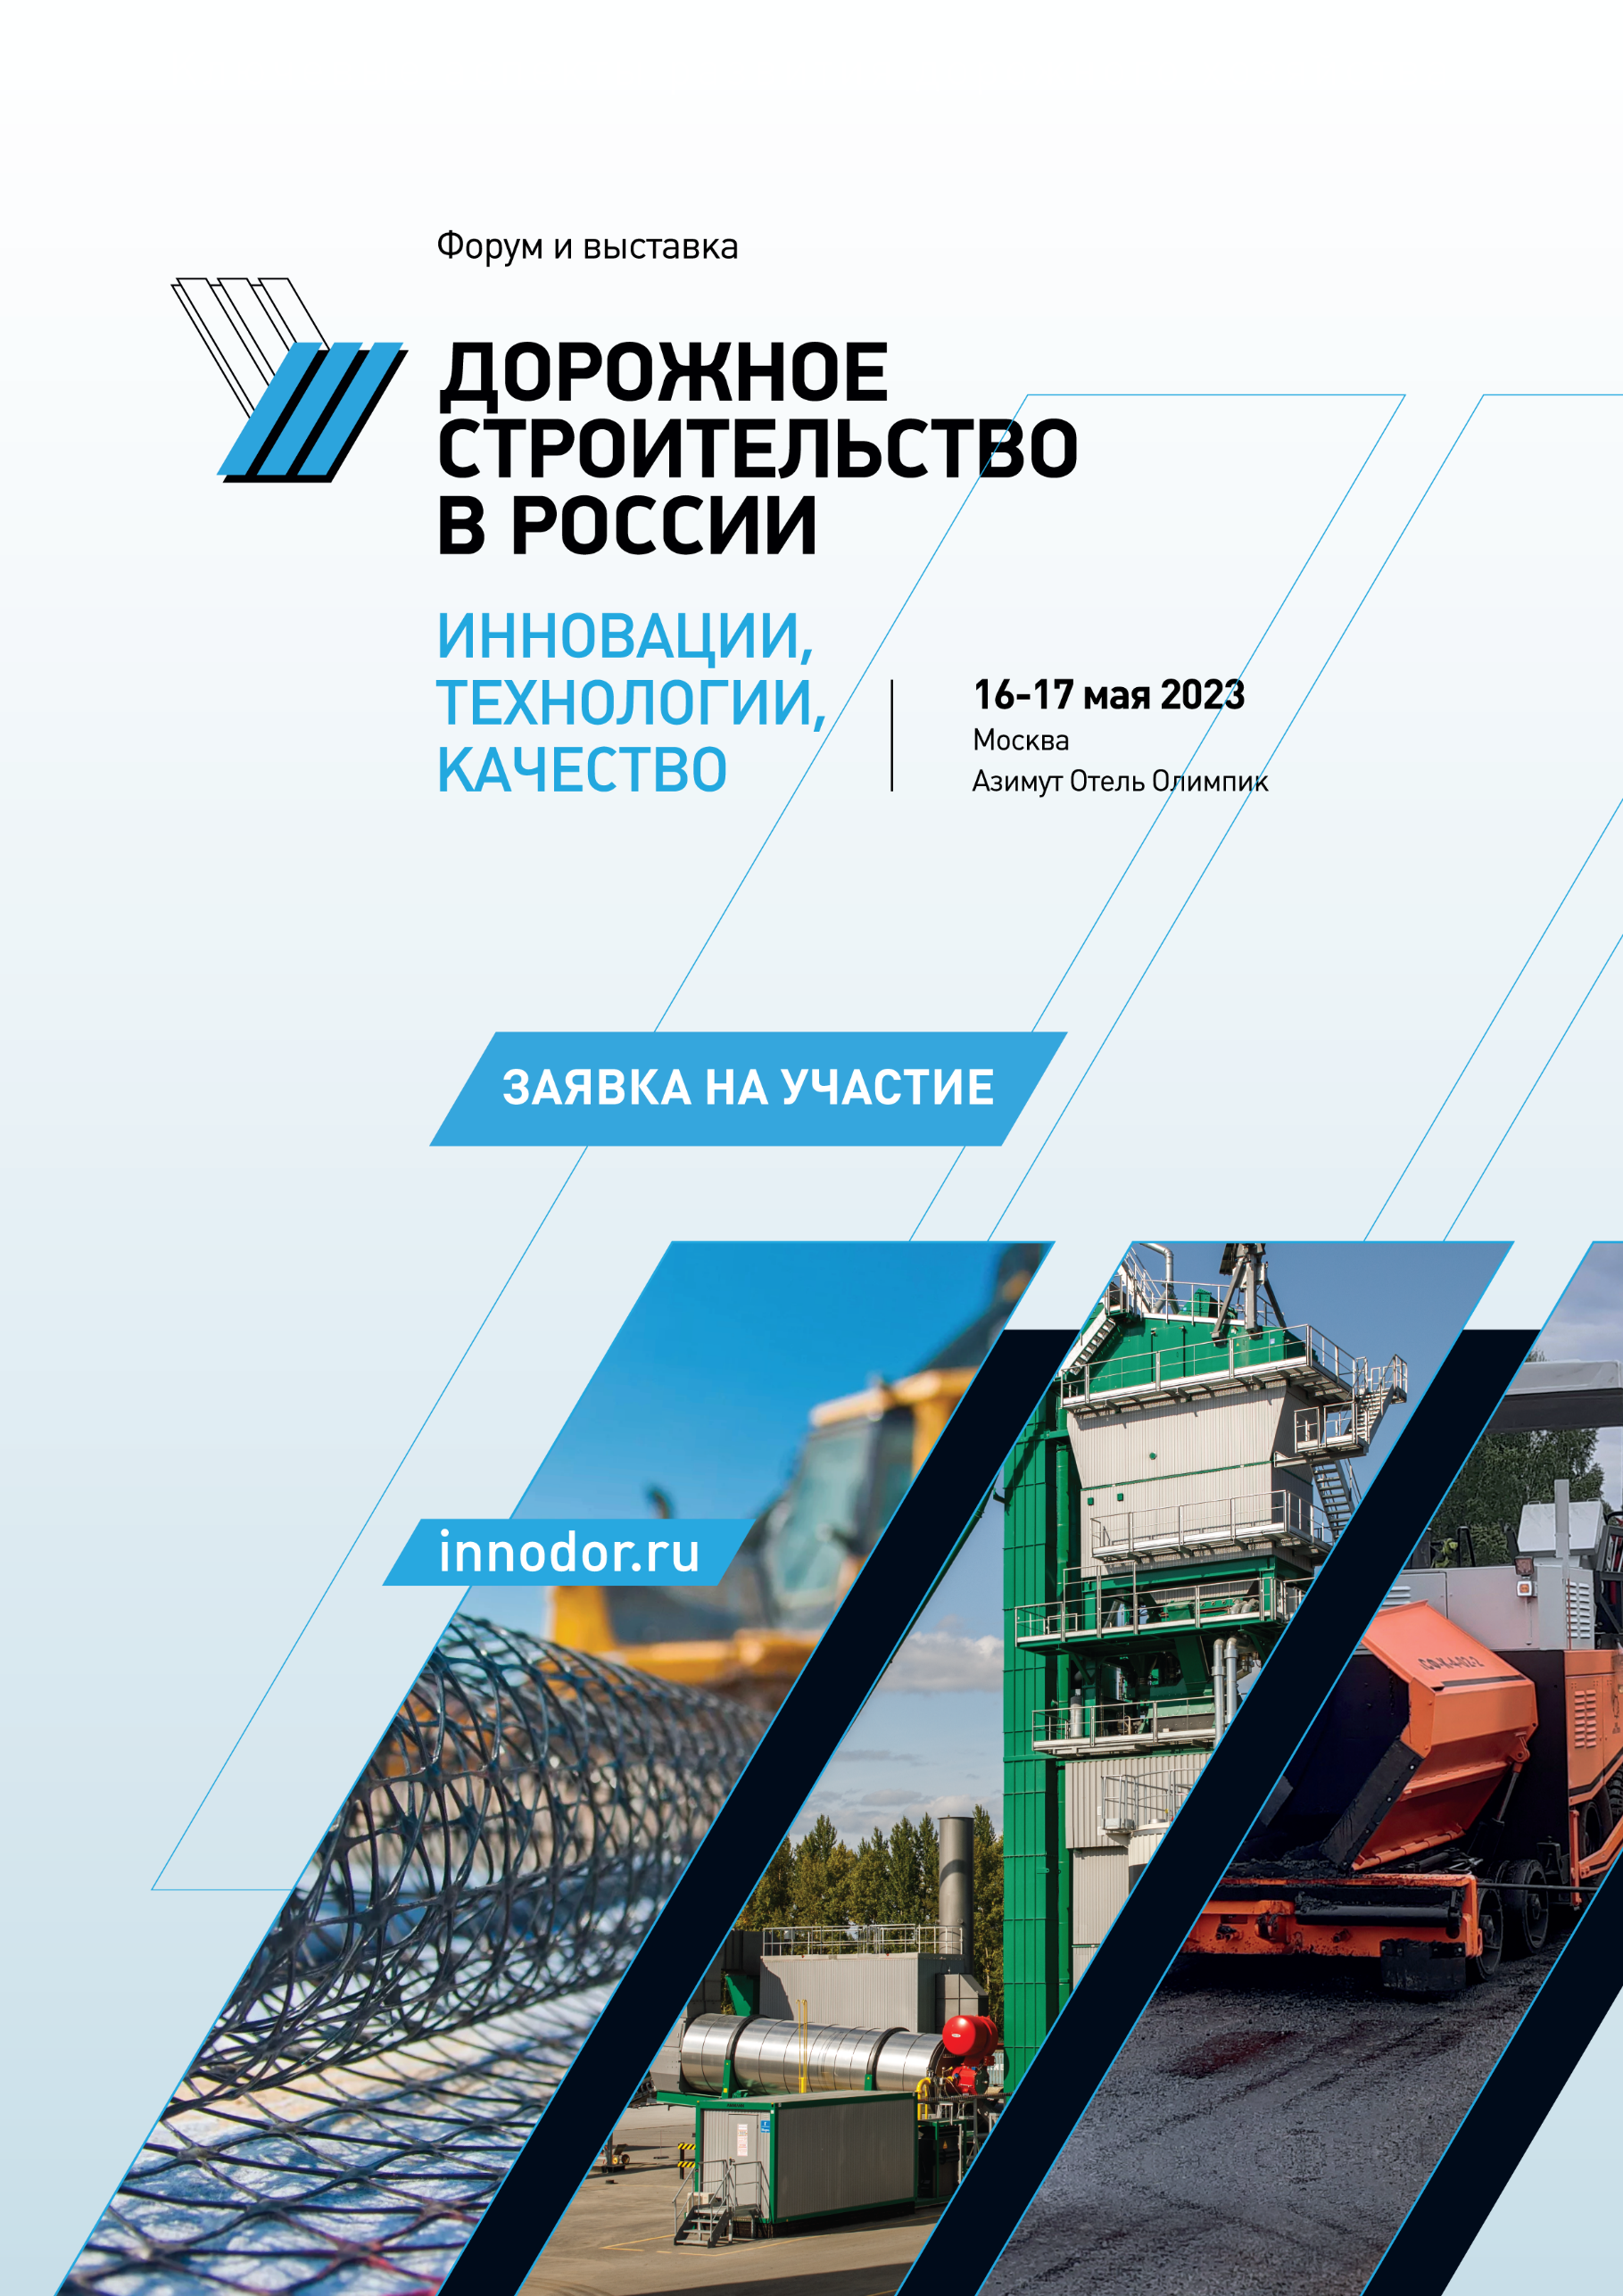 Форум и выставка
ДОРОЖНОЕ
СТРОИТЕЛЬСТВО
В РОССИИ
ИННОВАЦИИ,
ТЕХНОЛОГИИ,
КАЧЕСТВО
16-17 мая 2023
Москва
Азимут Отель Олимпик
ЗАЯВКА НА УЧАСТИЕ
innodor.ru